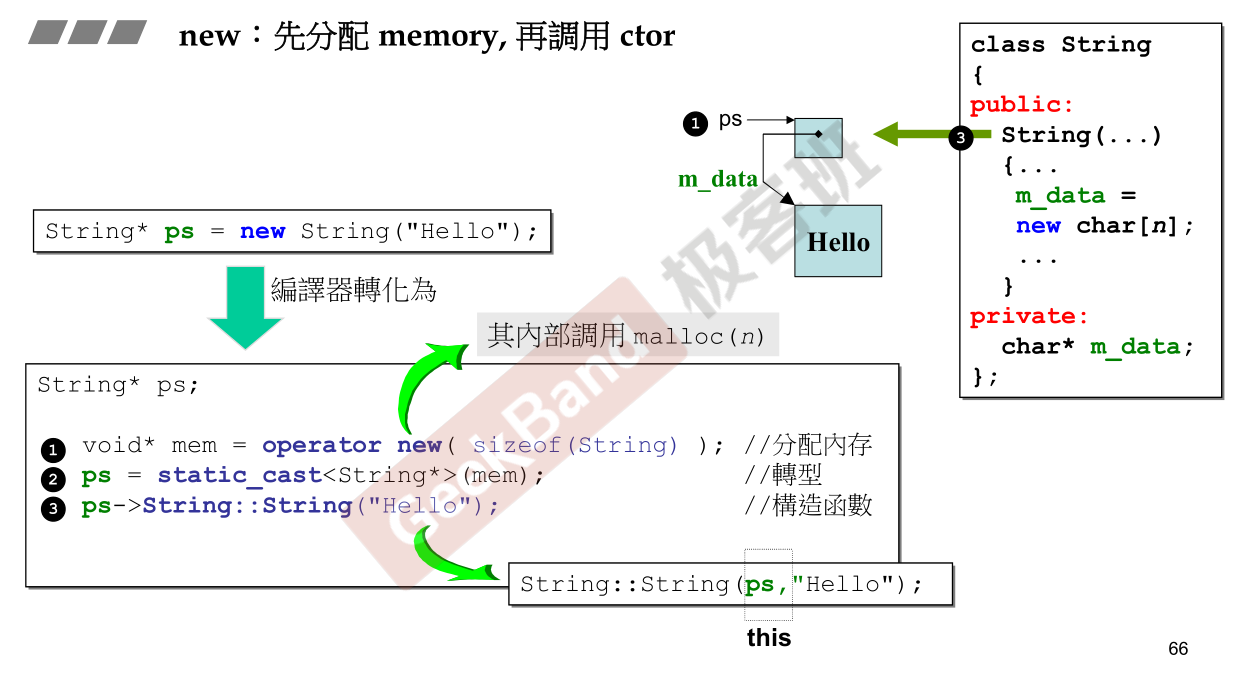 new：先分配 memory, 再調用 ctor
class String
{
public:
String(...)
{...
m_data =
new char[n];
...
}
private:
char* m_data;
};
1 ps
3
m_data
Hello
String* ps = new String("Hello");
編譯器轉化為
其內部調用 malloc(n)
String* ps;
1 void* mem = operator new( sizeof(String) ); //分配內存
2 ps = static_cast<String*>(mem); //轉型
3 ps->String::String("Hello"); //構造函數
String::String(ps,"Hello");
this
GeekBand 极客班
66